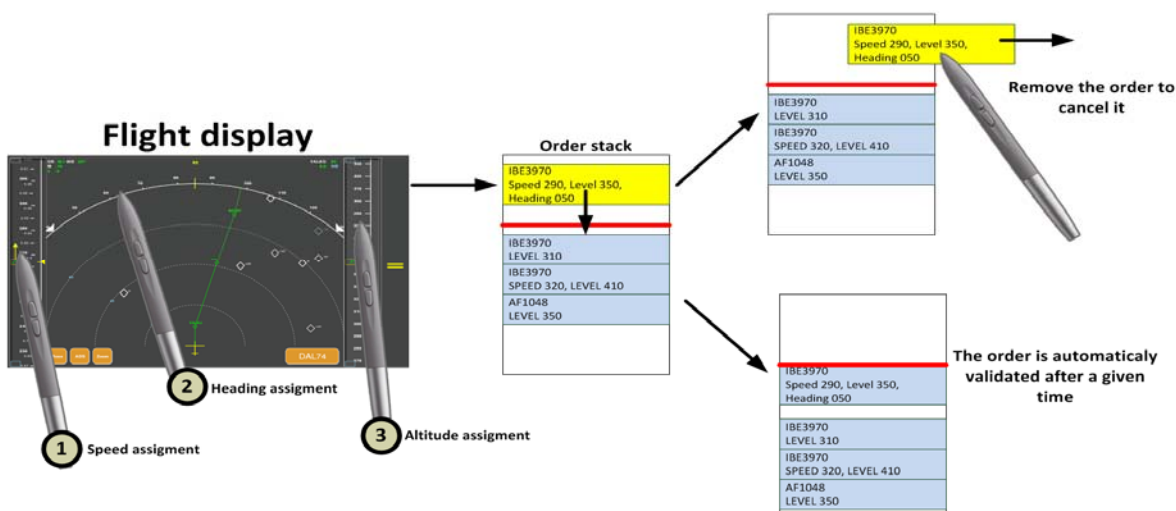 Flight display
DAL74
1
Speed assigment
2
Heading assigment
3
Altitude assigment
Order stack
IBE3970
Speed 290, Level 350,
Heading 050
IBE3970
LEVEL 310
IBE3970
SPEED 320, LEVEL 410
AF1048
LEVEL 350
IBE3970
Speed 290, Level 350,
Heading 050
IBE3970
LEVEL 310
IBE3970
SPEED 320, LEVEL 410
AF1048
LEVEL 350
Remove the order to
cancel it
IBE3970
Speed 290, Level 350,
Heading 050
IBE3970
LEVEL 310
IBE3970
SPEED 320, LEVEL 410
AF1048
LEVEL 350
The order is automaticaly
validated after a given
time